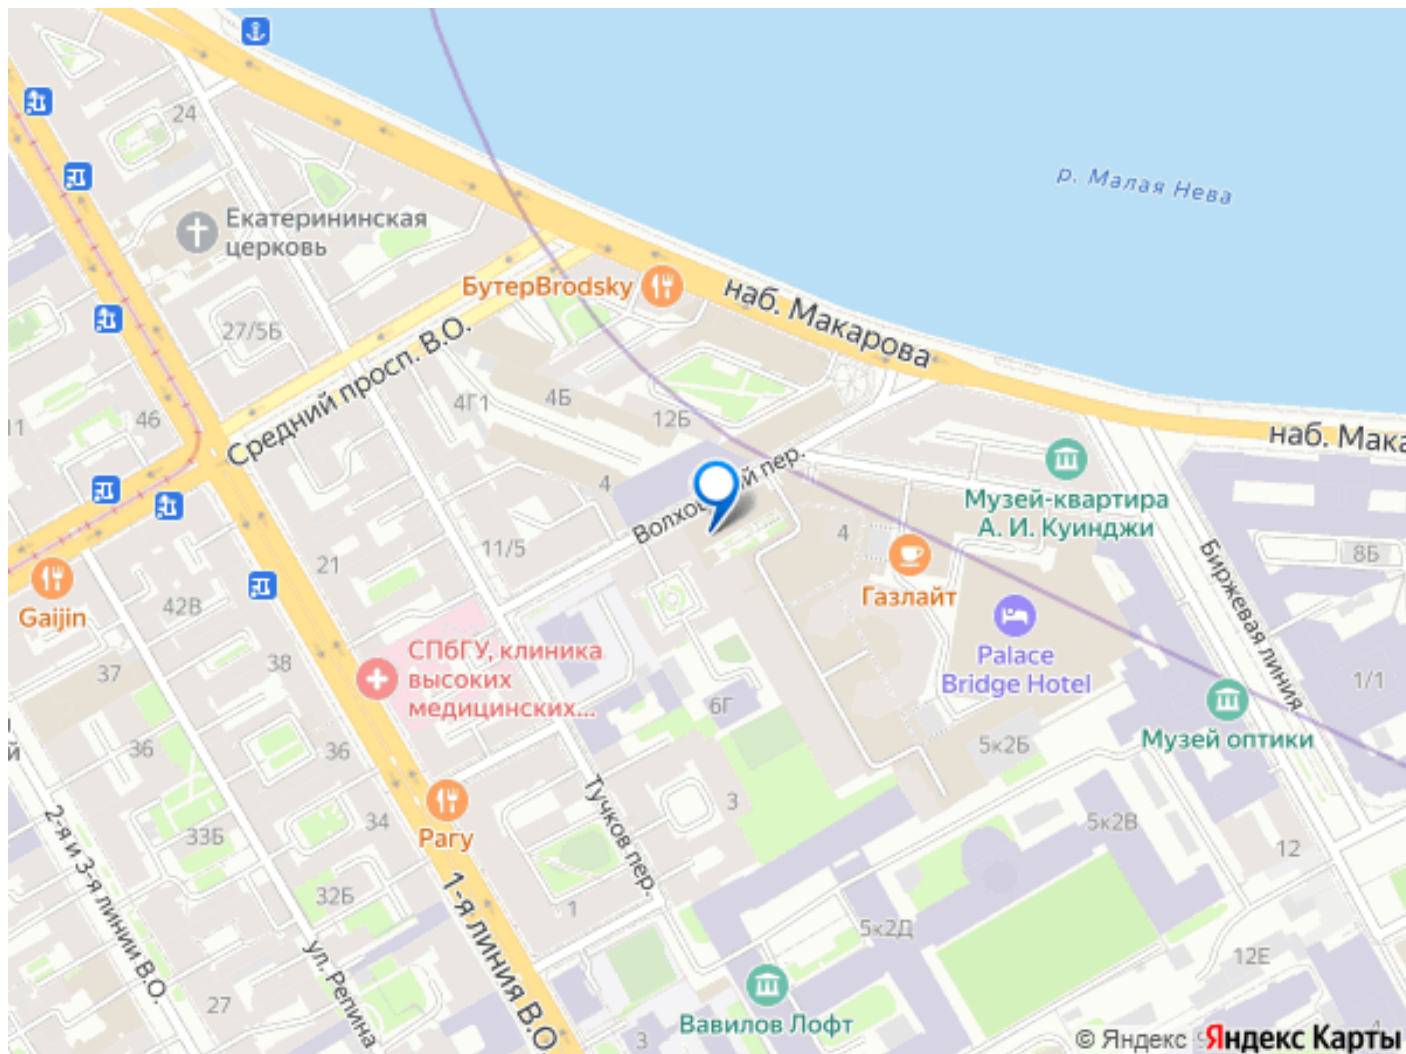 24
Екатерининская
церковь
р. Малая Нева
БутерBrodsky
наб. Макарова
27/5Б
Средний просп. В.О.
4Г1
4Б
12Б
11
46
наб. Мака
4
Музей-квартира
А. И. Куинджи
11/5
4
8Б
21
Газлайт
Биржевая линия
Gaijin
42В
СПбГУ, клиника
высоких
медицинских...
38
Palace
Bridge Hotel
37
1/1
6Г
36
36
5к2Б
Музей оптики
й
Тучков пер.
3
34
Рагу
33Б
5к2В
2-я и 3-я линии В.О.
12
32Б
1-я линия В.О
1
5к2Д
ул. Репина
12Е
27
3
Вавилов Лофт
© Яндекс Яндекс Карты